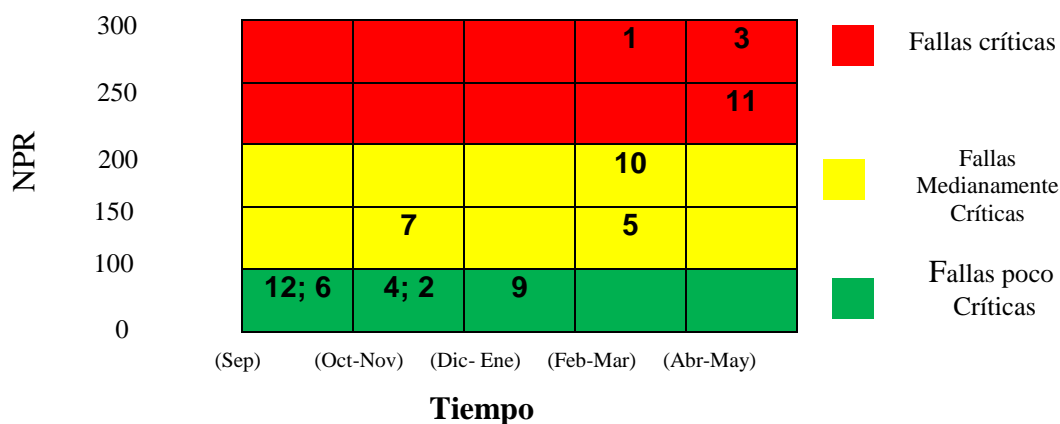 300
1
3
Fallas críticas
250
11
NPR
200
10
Fallas
Medianamente
Críticas
150
7
5
100
12; 6
4; 2
9
Fallas poco
Críticas
0
(Sep)
(Oct-Nov)
(Dic- Ene)
(Feb-Mar)
(Abr-May)
Tiempo